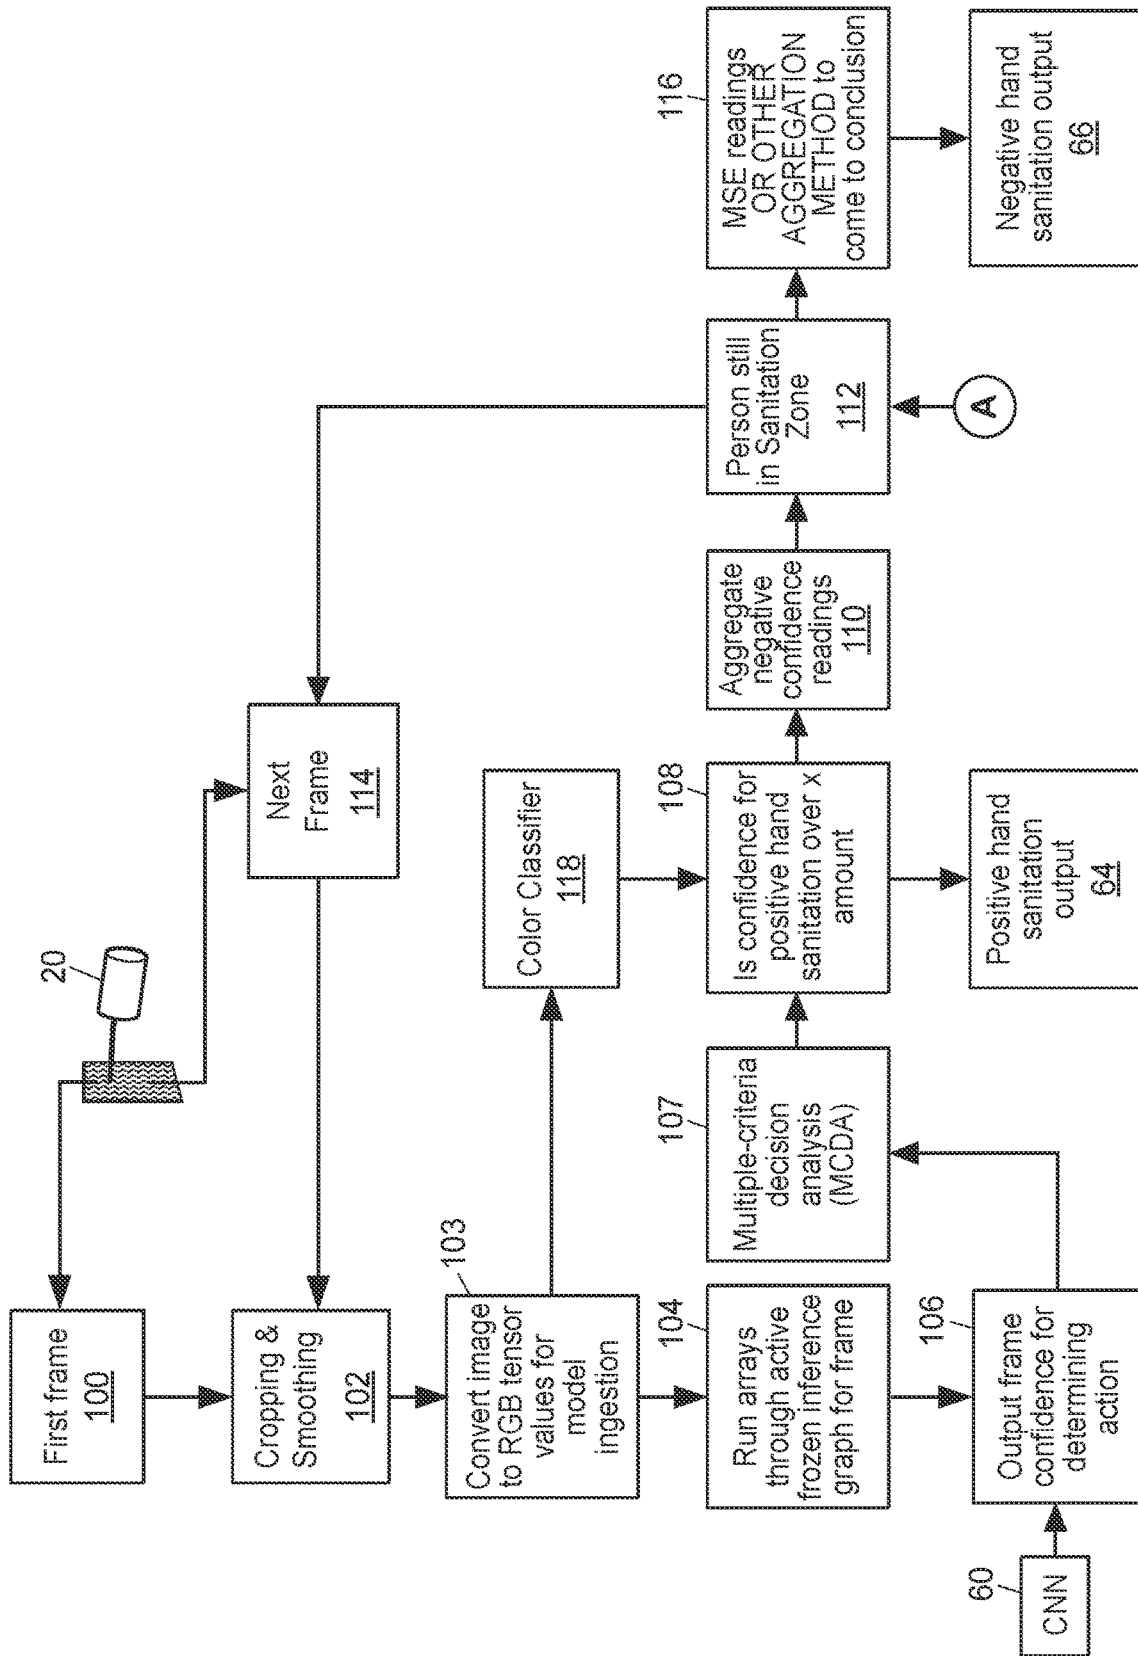 First frame
100
20
Next
Frame
114
Cropping &
Smoothing
102
103
Convert image
to RGB tensor
values for
model
ingestion
Color Classifier
118
104
Run arrays
through active
frozen inference
graph for frame
107
Multiple-criteria
decision
analysis
(MCDA)
108
Is confidence for
positive hand
sanitation over x
amount
Aggregate
negative
confidence
readings
110
Person still
in Sanitation
Zone
112
116
MSE readings
OR OTHER
AGGREGATION
METHOD to
come to conclusion
60
CNN
106
Output frame
confidence for
determining
action
Positive hand
sanitation
output
64
A
Negative hand
sanitation output
66